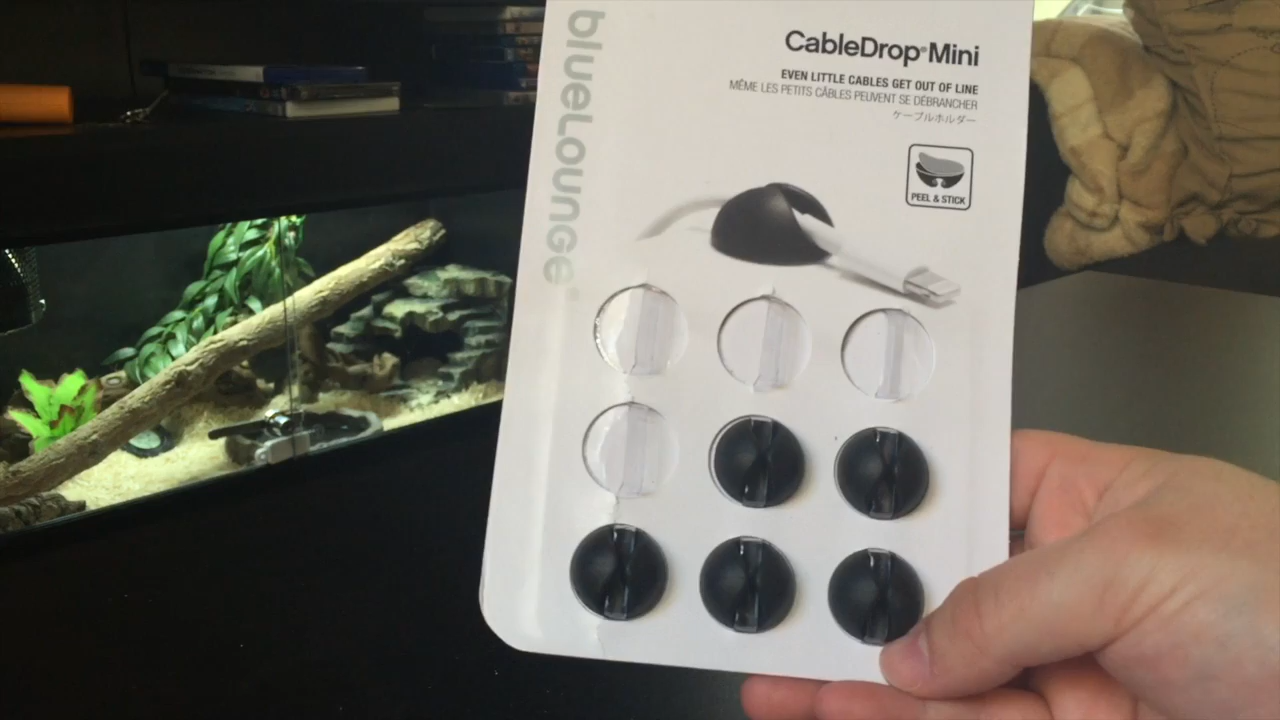 blueLounge
CableDrop Mini
EVEN LITTLE CABLES GET OUT OF LINE
MÊME LES PETITS CÂBLES PEUVENT SE DÉBRANCHER
ケーブルホルダー
PEEL & STICK